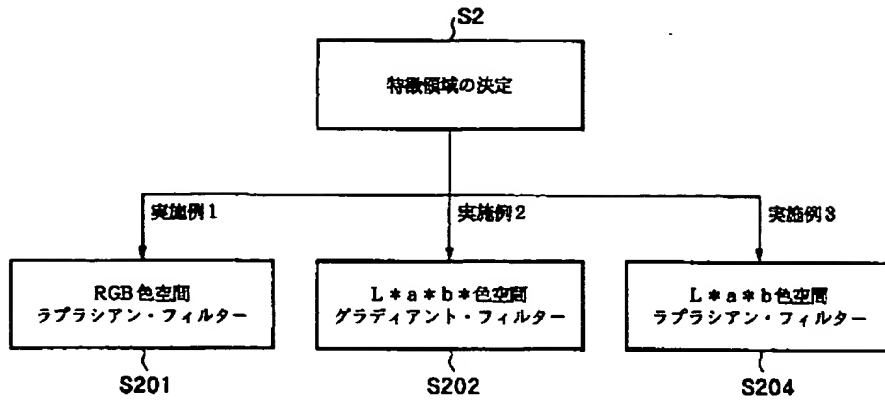 S2
特徴領域の決定
実施例1
実施例2
実施例3
RGB色空間
ラプラシアン・フィルター
L*a*b*色空間
グラディアント・フィルター
L*a*b色空間
ラプラシアン・フィルター
S201
S202
S204